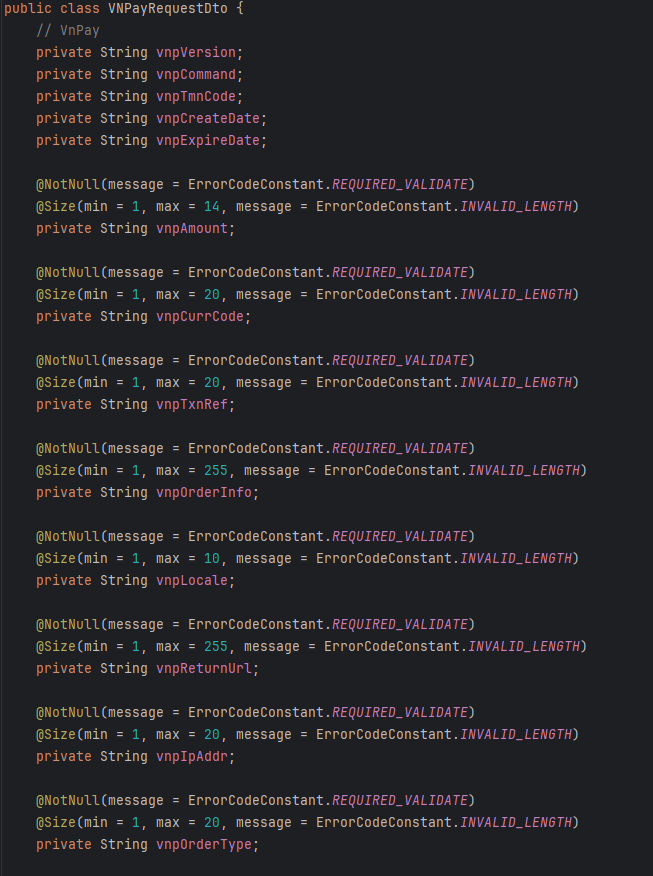 public class VNPayRequestDto {
    // VnPay
    private String vnpVersion;
    private String vnpCommand;
    private String vnpTmnCode;
    private String vnpCreateDate;
    private String vnpExpireDate;

    @NotNull(message = ErrorCodeConstant.REQUIRED_VALIDATE)
    @Size(min = 1, max = 14, message = ErrorCodeConstant.INVALID_LENGTH)
    private String vnpAmount;

    @NotNull(message = ErrorCodeConstant.REQUIRED_VALIDATE)
    @Size(min = 1, max = 20, message = ErrorCodeConstant.INVALID_LENGTH)
    private String vnpCurrCode;

    @NotNull(message = ErrorCodeConstant.REQUIRED_VALIDATE)
    @Size(min = 1, max = 20, message = ErrorCodeConstant.INVALID_LENGTH)
    private String vnpTxnRef;

    @NotNull(message = ErrorCodeConstant.REQUIRED_VALIDATE)
    @Size(min = 1, max = 255, message = ErrorCodeConstant.INVALID_LENGTH)
    private String vnpOrderInfo;

    @NotNull(message = ErrorCodeConstant.REQUIRED_VALIDATE)
    @Size(min = 1, max = 10, message = ErrorCodeConstant.INVALID_LENGTH)
    private String vnpLocale;

    @NotNull(message = ErrorCodeConstant.REQUIRED_VALIDATE)
    @Size(min = 1, max = 255, message = ErrorCodeConstant.INVALID_LENGTH)
    private String vnpReturnUrl;

    @NotNull(message = ErrorCodeConstant.REQUIRED_VALIDATE)
    @Size(min = 1, max = 20, message = ErrorCodeConstant.INVALID_LENGTH)
    private String vnpIpAddr;

    @NotNull(message = ErrorCodeConstant.REQUIRED_VALIDATE)
    @Size(min = 1, max = 20, message = ErrorCodeConstant.INVALID_LENGTH)
    private String vnpOrderType;